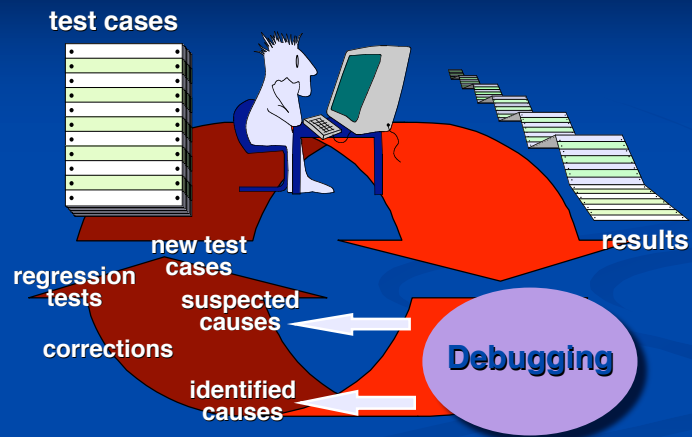 test cases
results
new test
cases
regression
tests
suspected
causes
corrections
Debugging
identified
causes